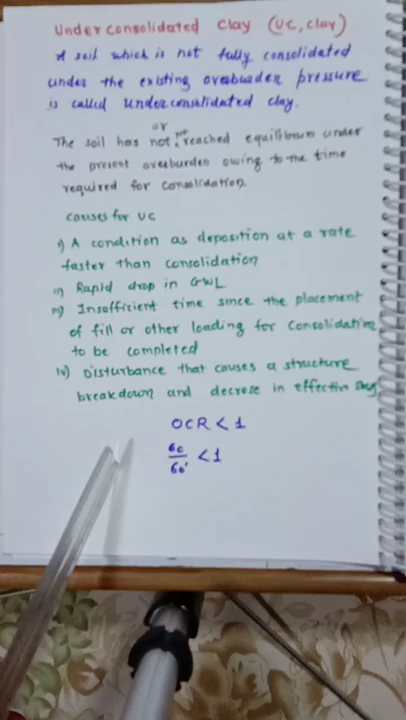 Under consolidated Clay (UC, clay)
A soil which is not fully consolidated
under the existing overburden pressure
is called underconsolidated clay.
or
The soil has not yet reached equilibrium under
the present overburden owing to the time
required for consolidation.
causes for UC
i) A condition as deposition at a rate
faster than consolidation
ii) Rapid drop in GWL
iii) Insufficient time since the placement
of fill or other loading for consolidation
to be completed
iv) Disturbance that causes a structure
breakdown and decrese in effective
OCR < 1
σc / σo' < 1